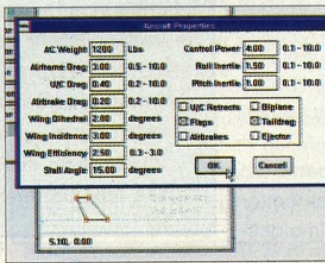 Aircraft Properties
A/C Weight 1200 Lbs
Airframe Drag 3.00 0.5 - 10.0
U/C Drag 0.40 0.2 - 10.0
Airbrake Drag 0.20 0.2 - 10.0
Wing Dihedral 2.00 degrees
Wing Incidence 3.00 degrees
Wing Efficiency 2.50 0.3 - 3.0
Stall Angle 15.00 degrees
Control Power 4.00 0.1 - 10.0
Roll Inertia 1.50 0.1 - 10.0
Pitch Inertia 1.00 0.1 - 10.0
U/C Retracts Biplane
Flaps Taildrag
Airbrakes Ejector
OK Cancel
5.10, 0.00